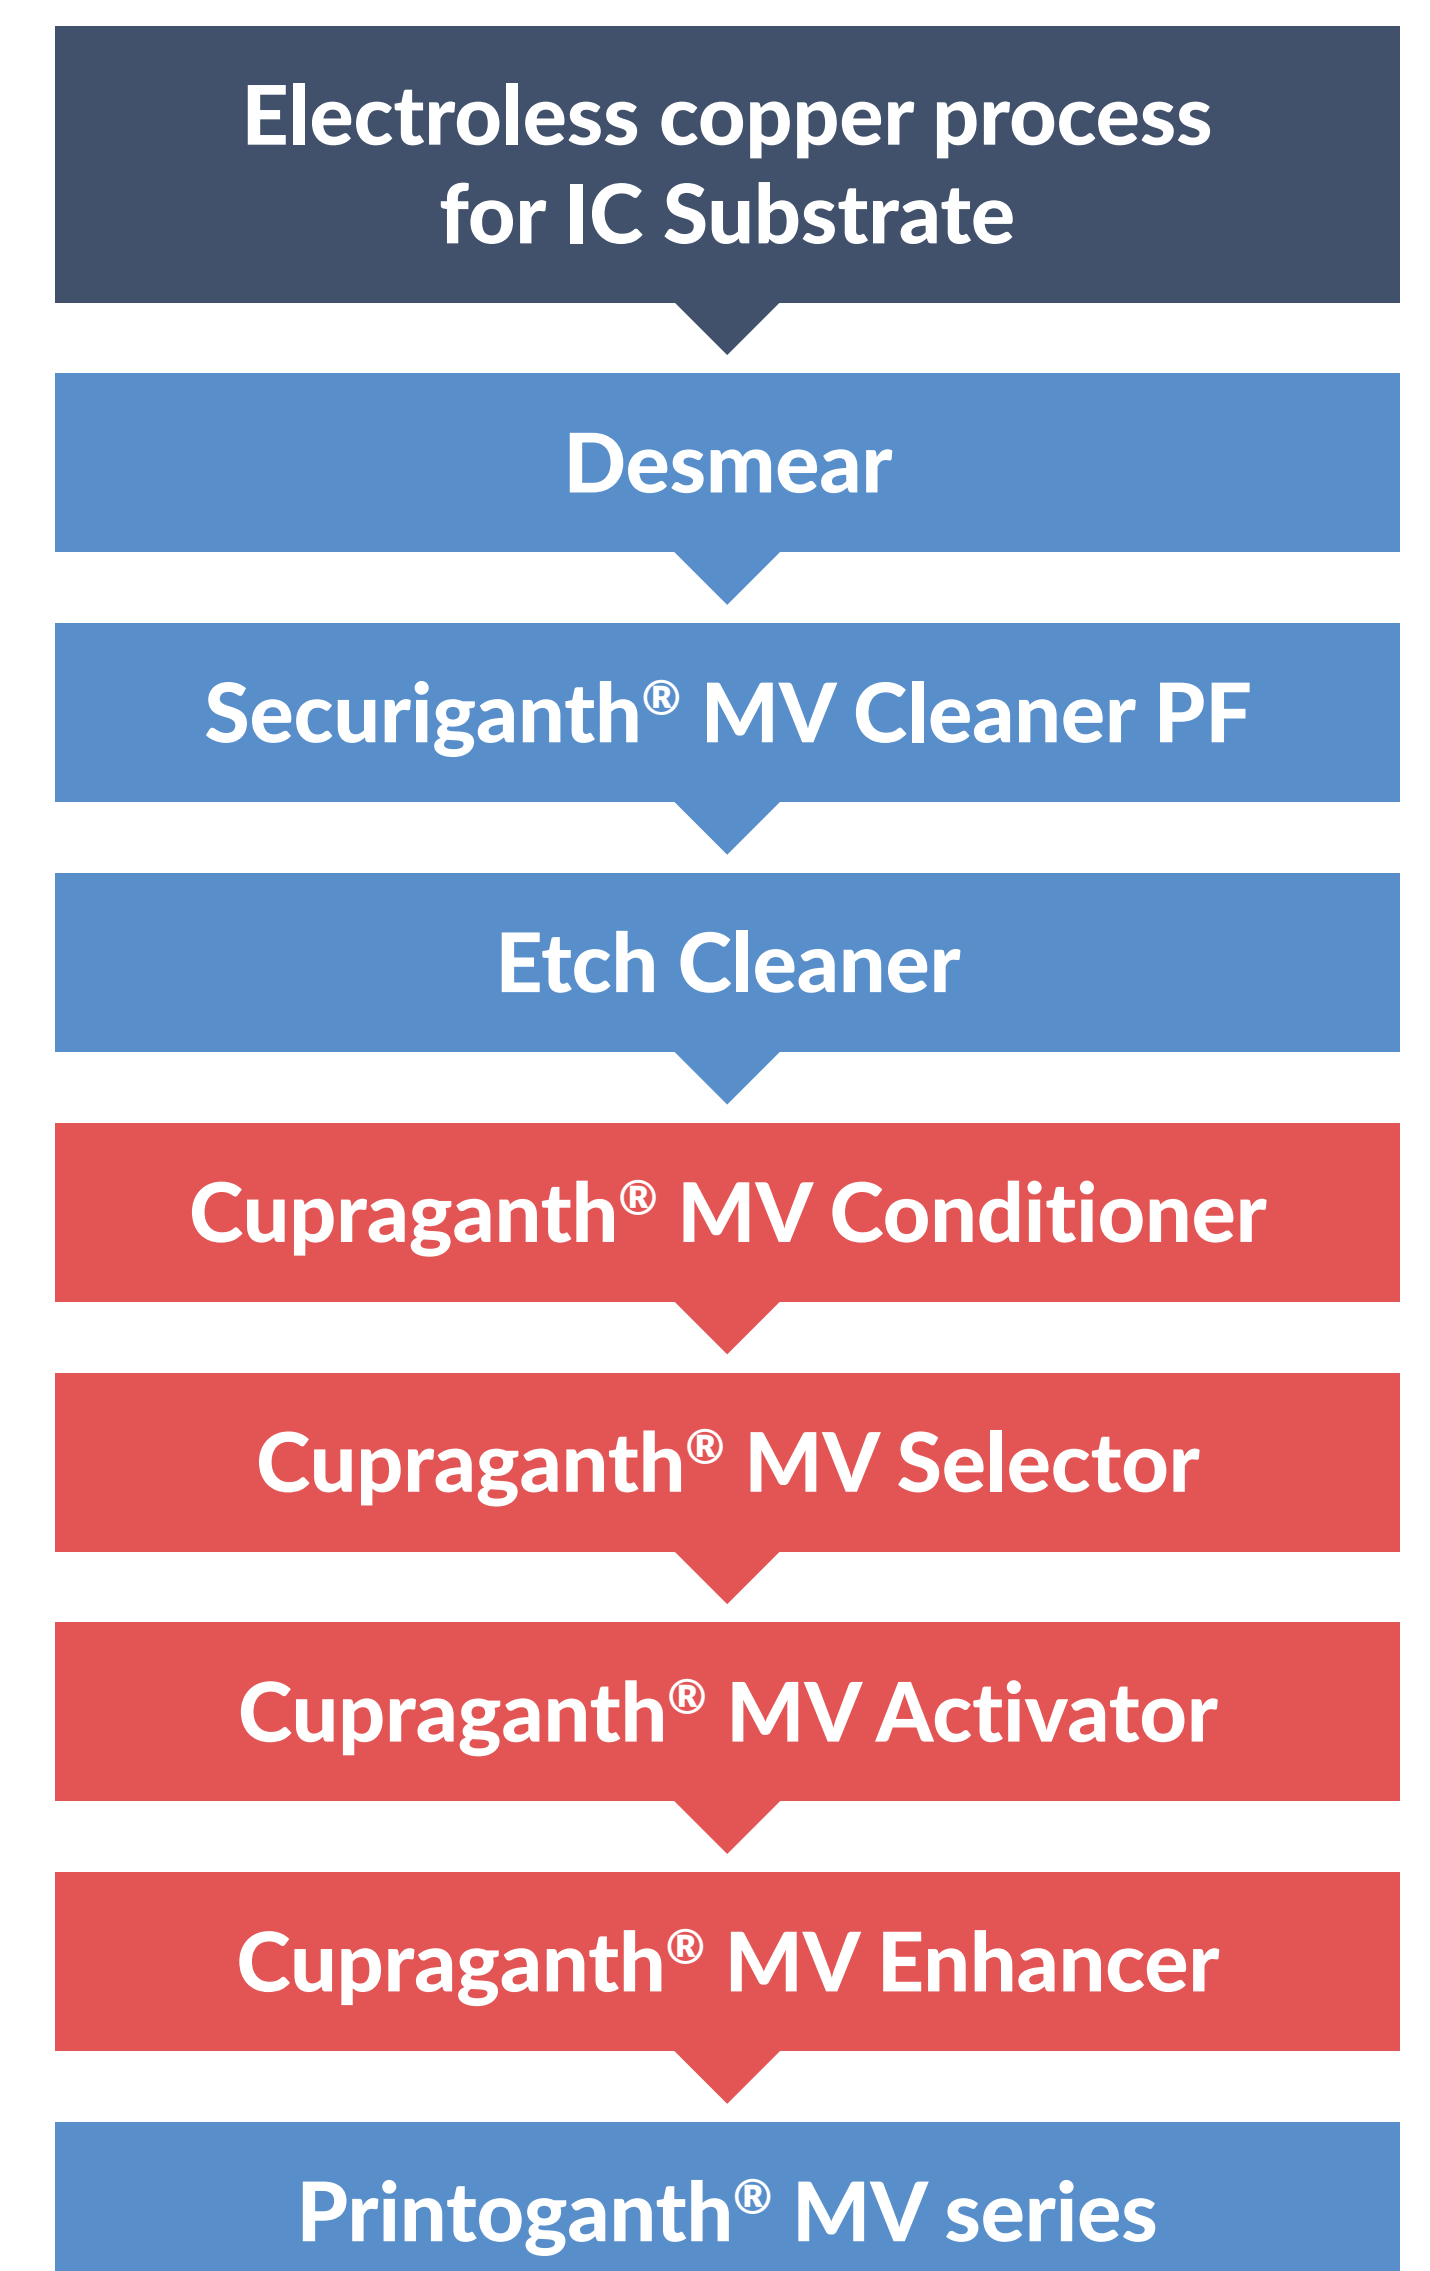 Electroless copper process
for IC Substrate
Desmear
Securiganth® MV Cleaner PF
Etch Cleaner
Cupraganth® MV Conditioner
Cupraganth® MV Selector
Cupraganth® MV Activator
Cupraganth® MV Enhancer
Printoganth® MV series